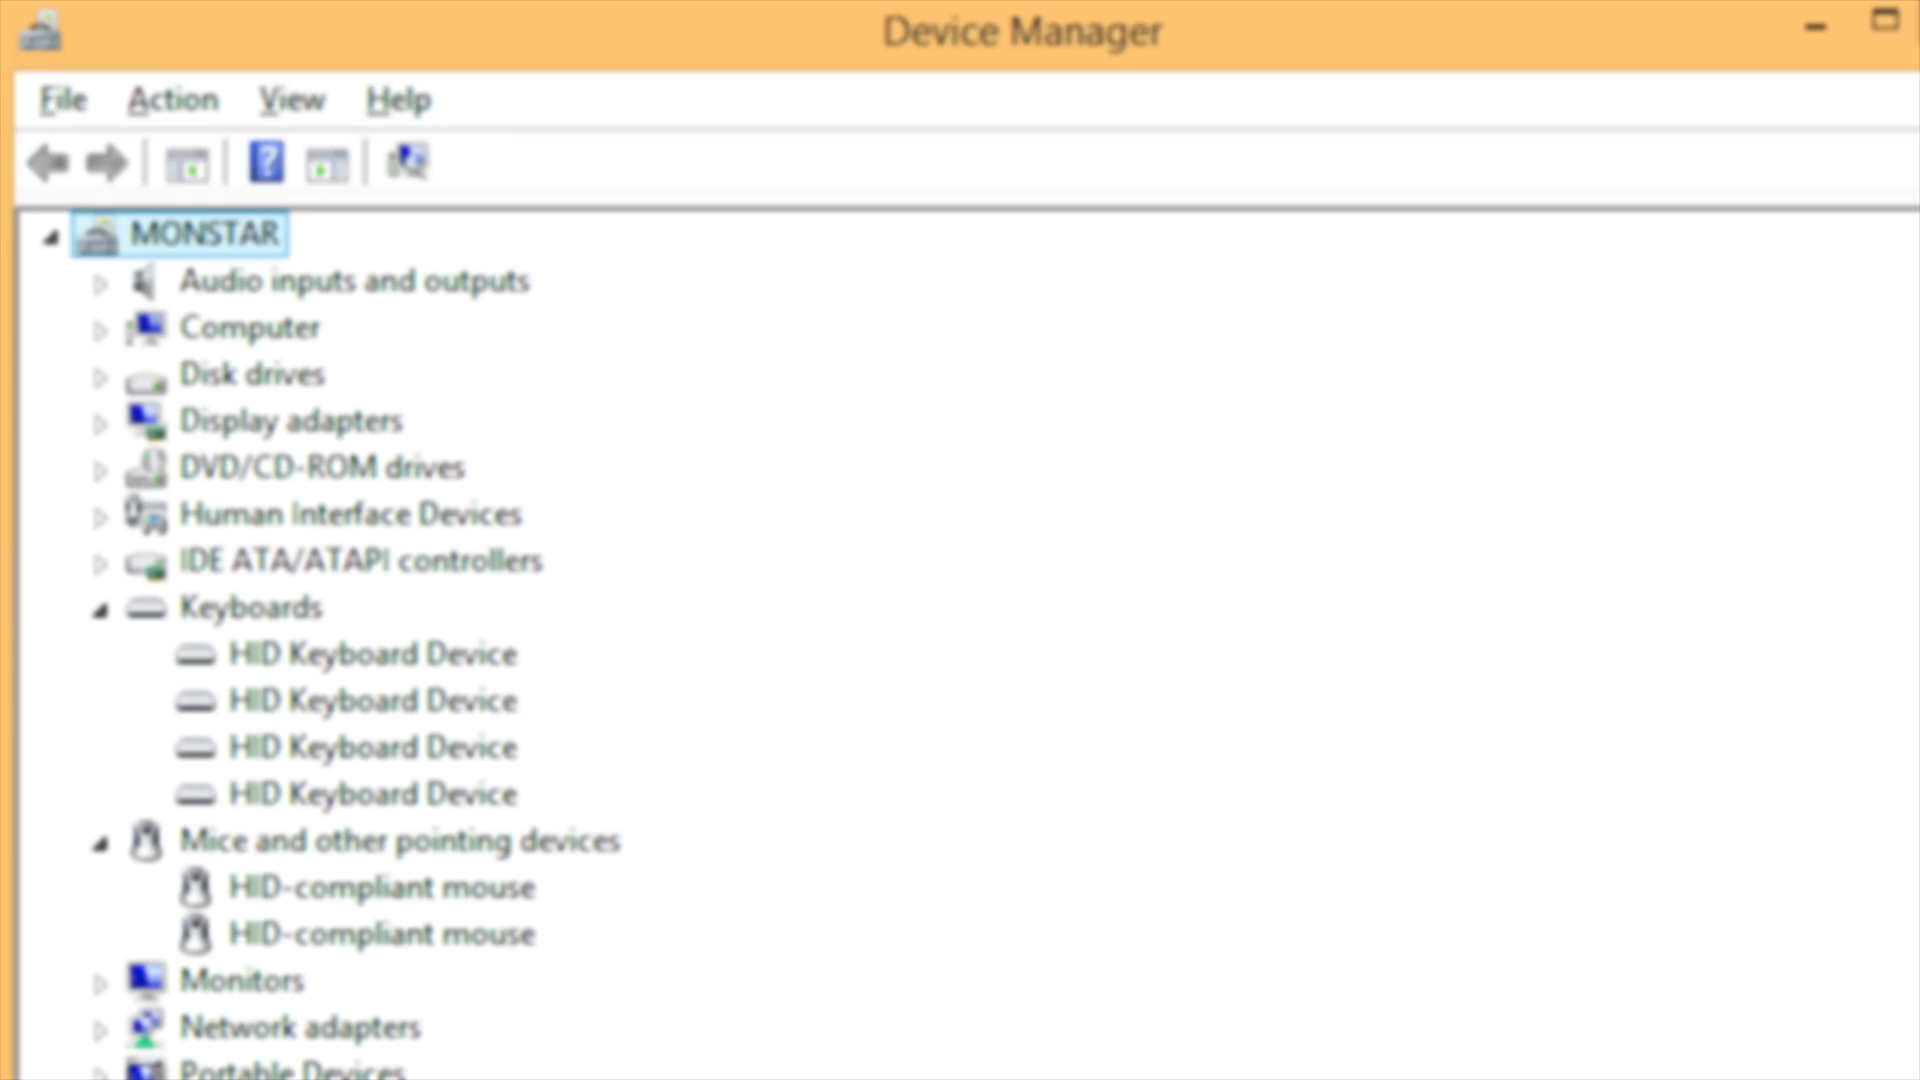 Device Manager
File Action View Help
MONSTAR
Audio inputs and outputs
Computer
Disk drives
Display adapters
DVD/CD-ROM drives
Human Interface Devices
IDE ATA/ATAPI controllers
Keyboards
HID Keyboard Device
HID Keyboard Device
HID Keyboard Device
HID Keyboard Device
Mice and other pointing devices
HID-compliant mouse
HID-compliant mouse
Monitors
Network adapters
Portable Devices